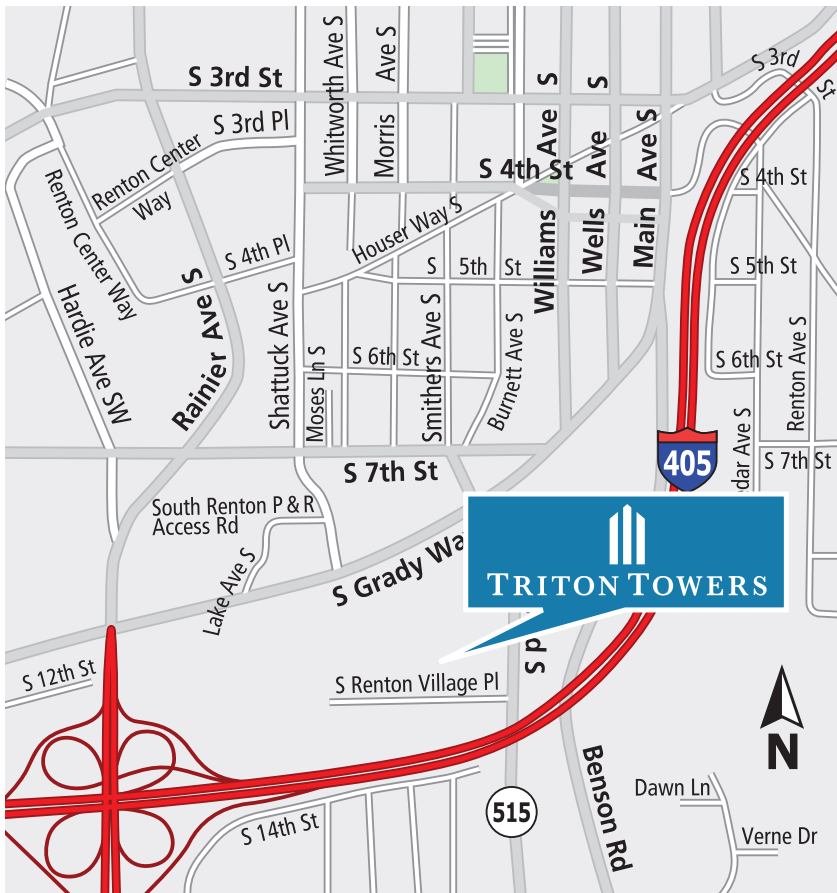 Whitworth Ave S
Morris Ave S
S 3rd St
S 3rd St
S 3rd Pl
Renton Center
Way
S 4th St
Williams Ave S
Wells Ave S
Main Ave S
S 4th St
Renton Center Way
Houser Way S
S 4th Pl
S 5th St
S 5th St
Hardie Ave SW
Rainier Ave S
Shattuck Ave S
Moses Ln S
S 6th St
Smithers Ave S
Burnett Ave S
S 6th St
Renton Ave S
405
S 7th St
S 7th St
South Renton P & R
Access Rd
Lake Ave S
S Grady
TRITON TOWERS
S 12th St
S Renton Village Pl
N
Benson Rd
Dawn Ln
515
S 14th St
Verne Dr